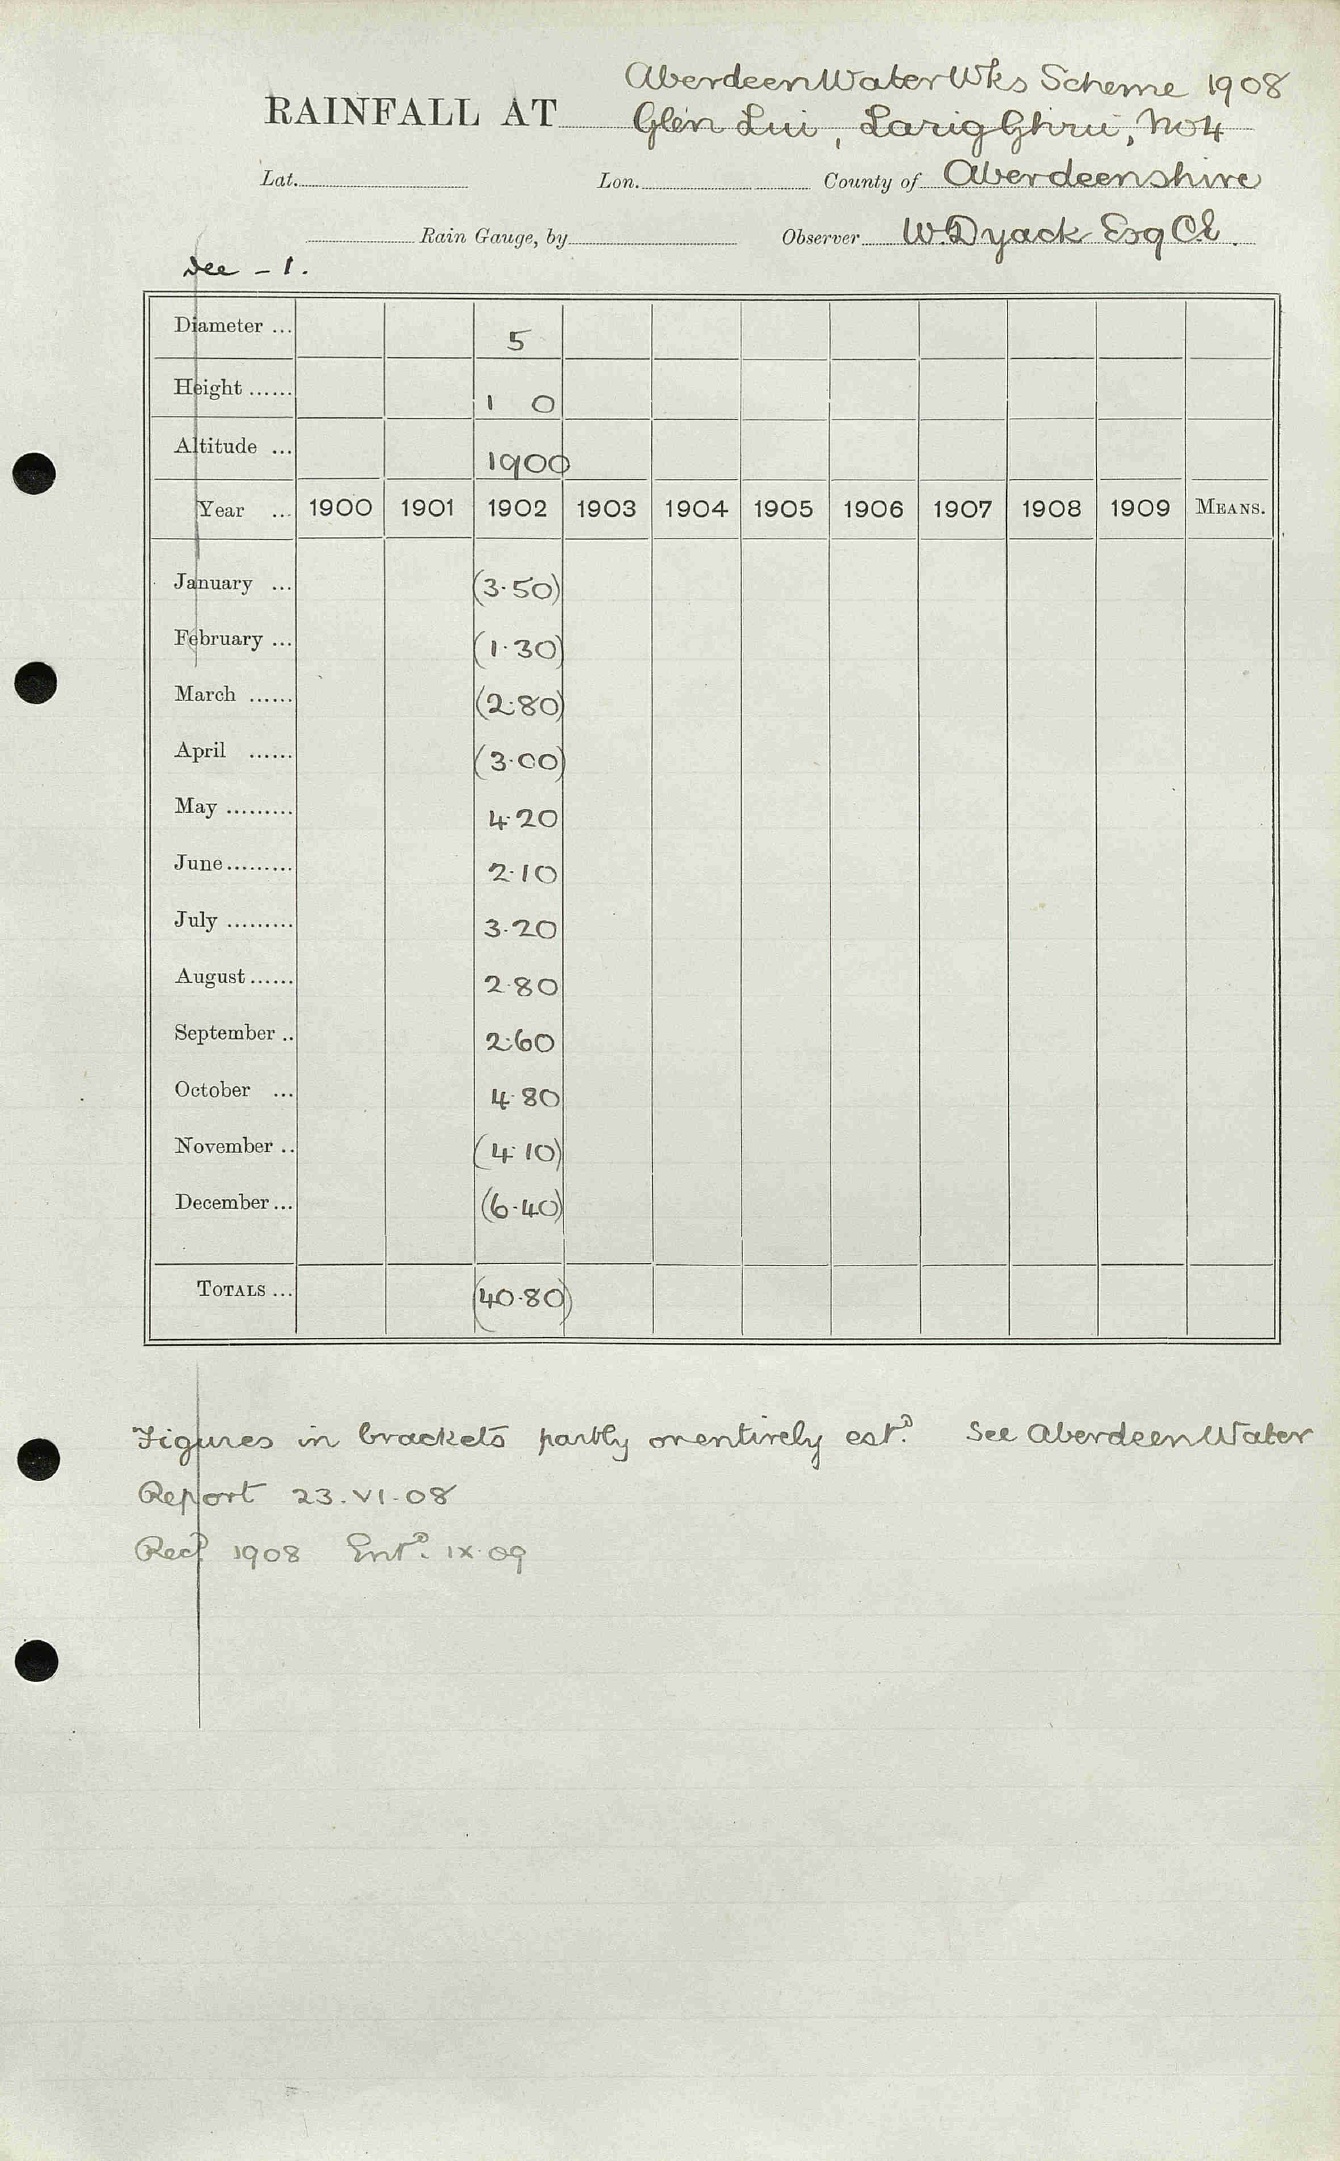 Aberdeen Water Wks Scheme 1908
RAINFALL AT Glen Lui, Larig Ghru, No 4
Lat. Lon. County of Aberdeenshire
Rain Gauge, by Observer W. Dyack Esq CE.
Dee - 1.
Diameter ... 5
Height ...... 1 0
Altitude ... 1900
Year ... 1900 1901 1902 1903 1904 1905 1906 1907 1908 1909 MEANS.
January ... (3.50)
February ... (1.30)
March ...... (2.80)
April ...... (3.00)
May ......... 4.20
June ......... 2.10
July ......... 3.20
August ...... 2.80
September .. 2.60
October ... 4.80
November .. (4.10)
December ... (6.40)
TOTALS ... (40.80)
Figures in brackets partly or entirely estᴰ. See Aberdeen Water
Report 23.VI.08
Recᴰ. 1908 Entᴰ. IX.09